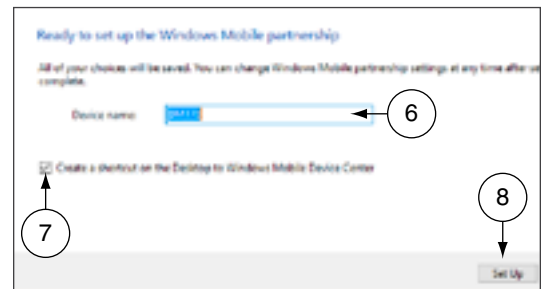 Ready to set up the Windows Mobile partnership
All of your choices will be saved. You can change Windows Mobile partnership settings at any time after se
complete.
Device name:
6
Create a shortcut on the Desktop to Windows Mobile Device Center
7
8
Set Up